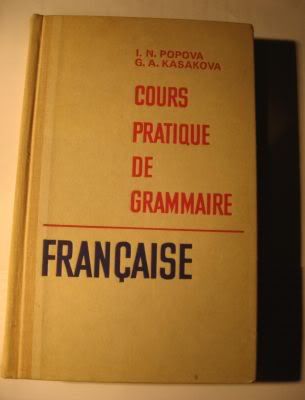 I. N. POPOVA
G. A. KASAKOVA
COURS
PRATIQUE
DE
GRAMMAIRE
FRANÇAISE